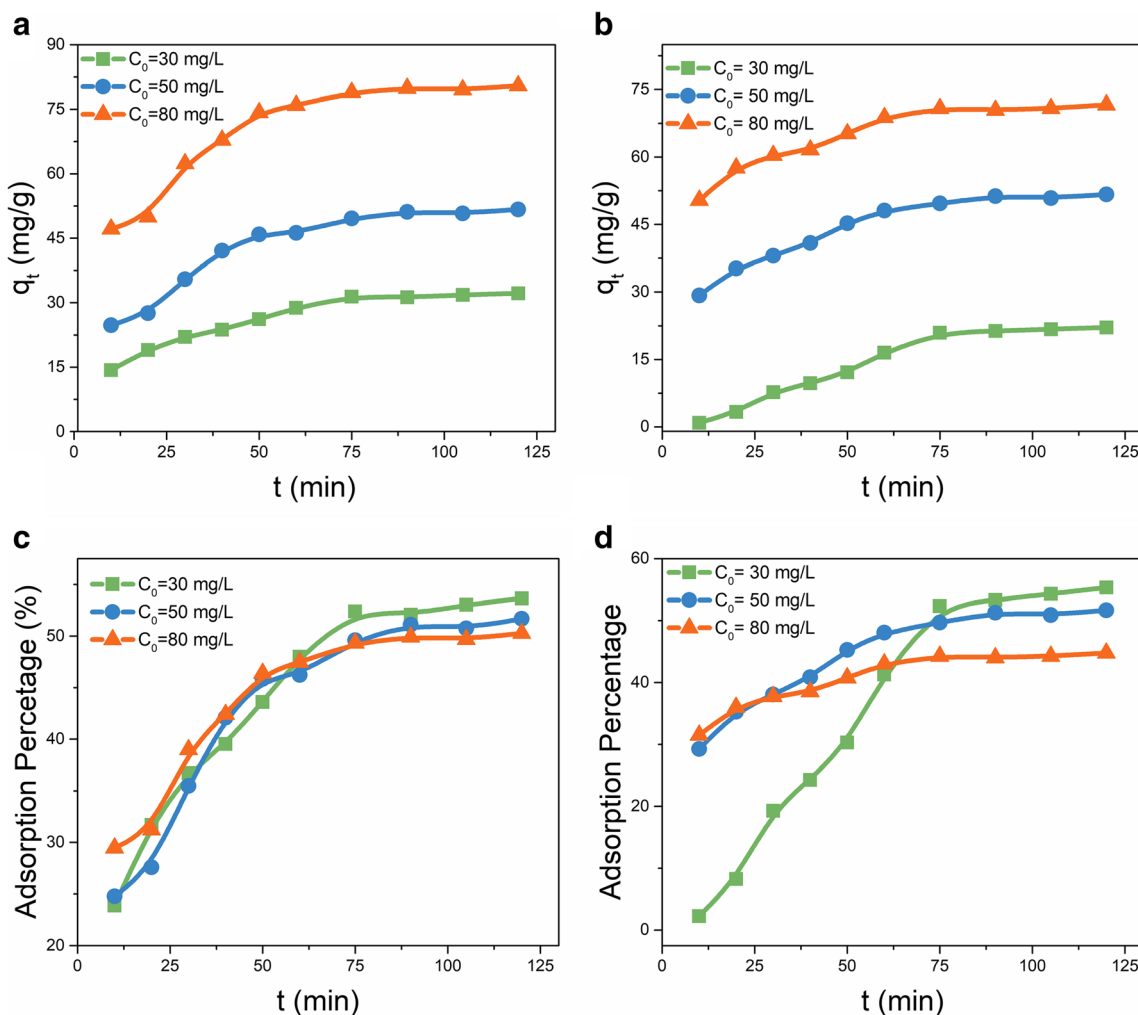 a
90
75
60
45
30
15
0
q_t (mg/g)
C_0=30 mg/L
C_0=50 mg/L
C_0=80 mg/L
0 25 50 75 100 125
t (min)
b
75
60
45
30
15
0
q_t (mg/g)
C_0= 30 mg/L
C_0= 50 mg/L
C_0= 80 mg/L
0 25 50 75 100 125
t (min)
c
50
40
30
20
Adsorption Percetage (%)
C_0=30 mg/L
C_0=50 mg/L
C_0=80 mg/L
0 25 50 75 100 125
t (min)
d
60
40
20
0
Adsorption Percentage
C_0= 30 mg/L
C_0= 50 mg/L
C_0= 80 mg/L
0 25 50 75 100 125
t (min)